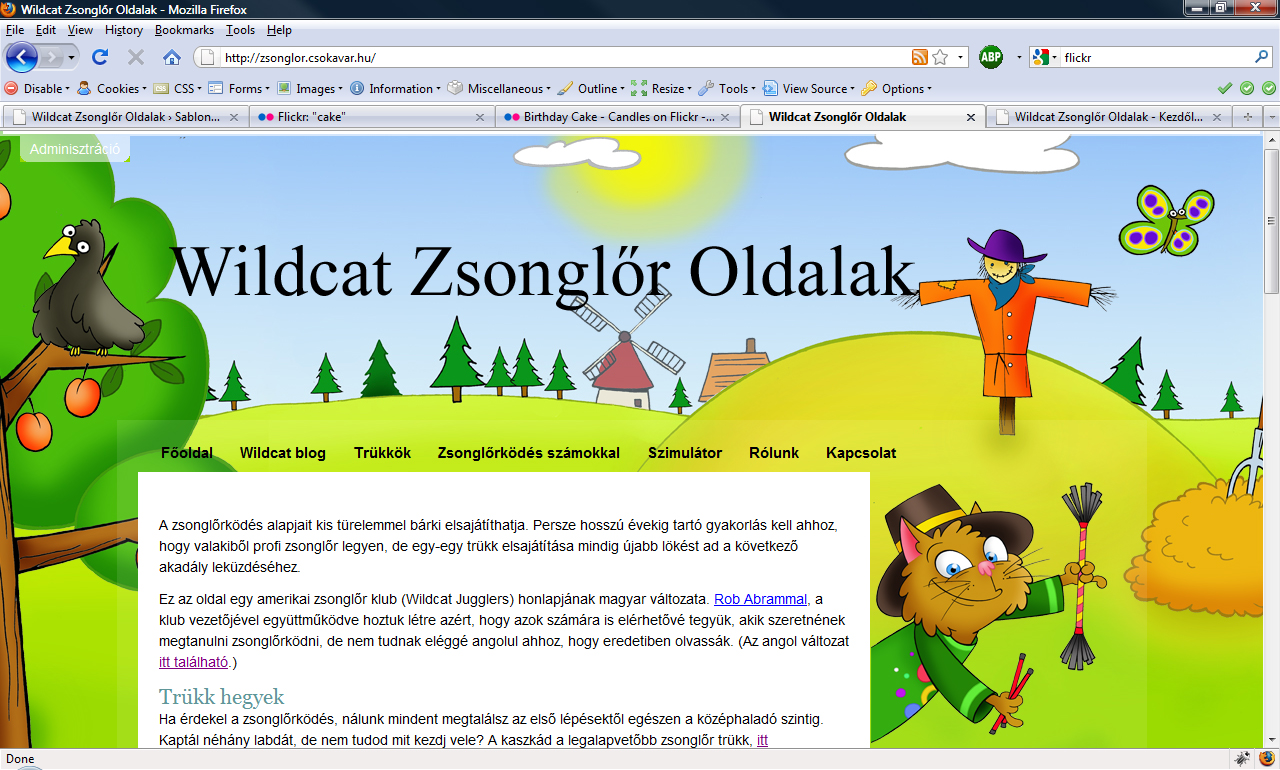 Wildcat Zsonglőr Oldalak - Mozilla Firefox
File Edit View History Bookmarks Tools Help
http://zsonglor.csokavar.hu/ ABP flickr
Disable Cookies CSS Forms Images Information Miscellaneous Outline Resize Tools View Source Options
Wildcat Zsonglőr Oldalak › Sablon... Flickr: "cake" Birthday Cake - Candles on Flickr -... Wildcat Zsonglőr Oldalak Wildcat Zsonglőr Oldalak - Kezdől...
Adminisztráció
Wildcat Zsonglőr Oldalak
Főoldal Wildcat blog Trükkök Zsonglőrködés számokkal Szimulátor Rólunk Kapcsolat
A zsonglőrködés alapjait kis türelemmel bárki elsajátíthatja. Persze hosszú évekig tartó gyakorlás kell ahhoz,
hogy valakiből profi zsonglőr legyen, de egy-egy trükk elsajátítása mindig újabb lökést ad a következő
akadály leküzdéséhez.
Ez az oldal egy amerikai zsonglőr klub (Wildcat Jugglers) honlapjának magyar változata. Rob Abrammal, a
klub vezetőjével együttműködve hoztuk létre azért, hogy azok számára is elérhetővé tegyük, akik szeretnének
megtanulni zsonglőrködni, de nem tudnak eléggé angolul ahhoz, hogy eredetiben olvassák. (Az angol változat
itt található.)
Trükk hegyek
Ha érdekel a zsonglőrködés, nálunk mindent megtalálsz az első lépésektől egészen a középhaladó szintig.
Kaptál néhány labdát, de nem tudod mit kezdj vele? A kaszkád a legalapvetőbb zsonglőr trükk, itt
Done